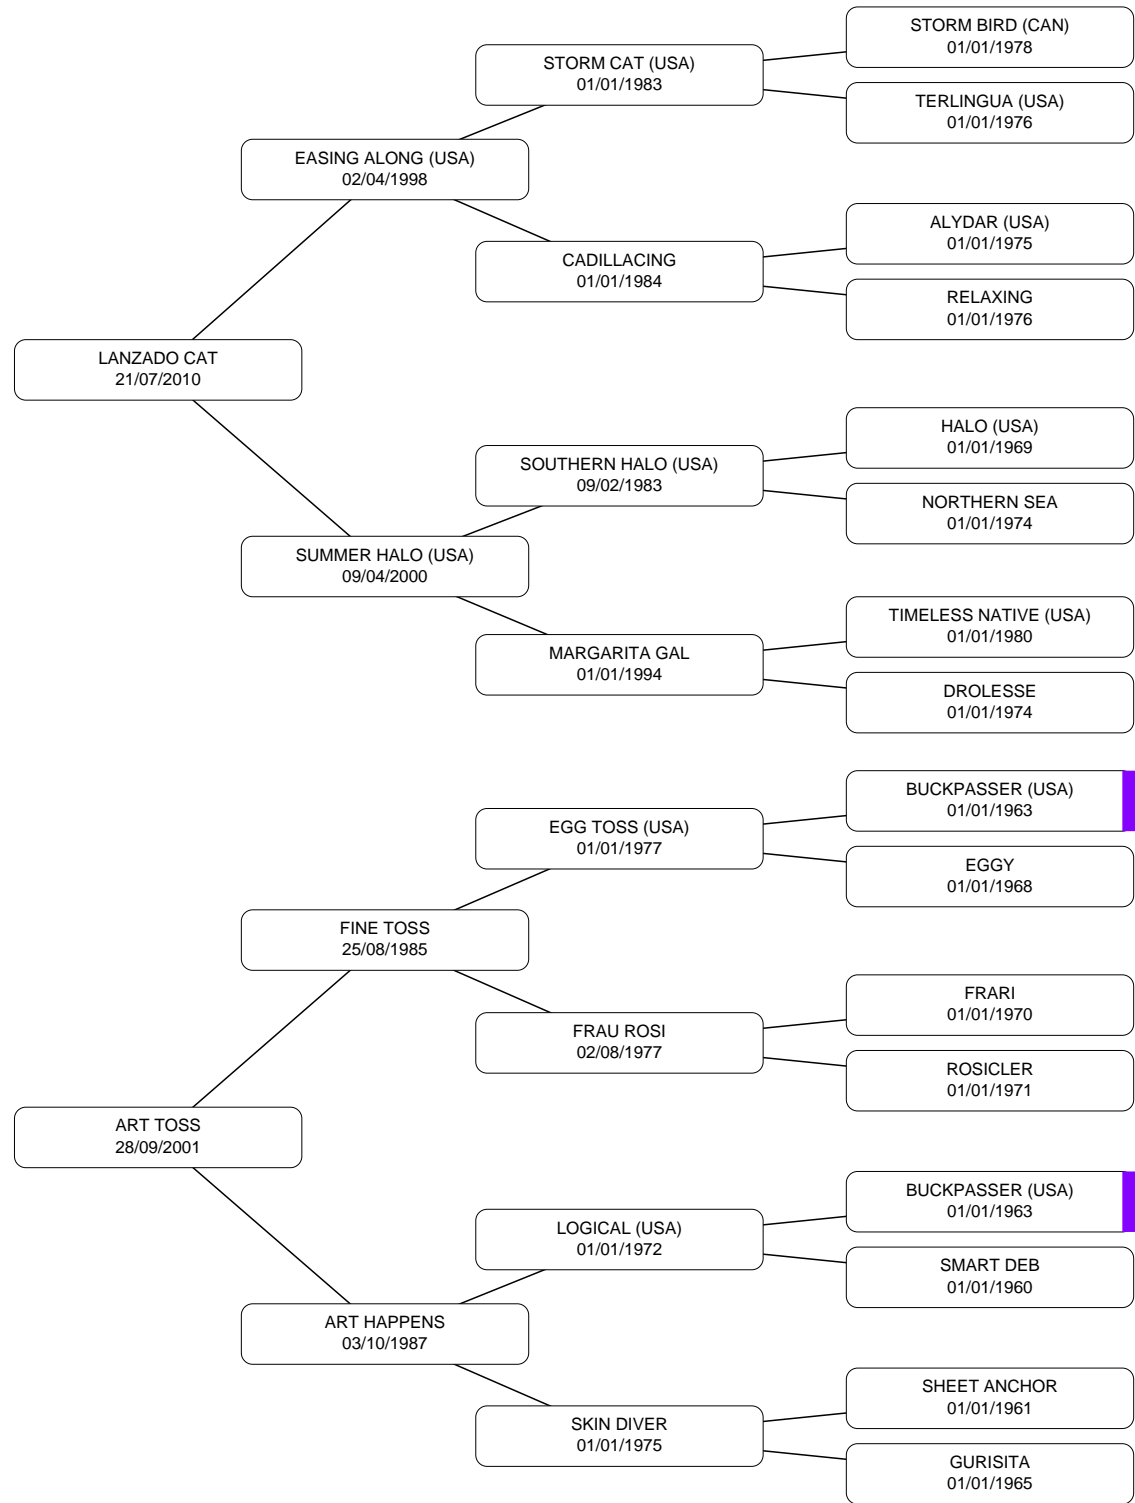 STORM BIRD (CAN)
01/01/1978
STORM CAT (USA)
01/01/1983
TERLINGUA (USA)
01/01/1976
EASING ALONG (USA)
02/04/1998
ALYDAR (USA)
01/01/1975
CADILLACING
01/01/1984
RELAXING
01/01/1976
LANZADO CAT
21/07/2010
HALO (USA)
01/01/1969
SOUTHERN HALO (USA)
09/02/1983
NORTHERN SEA
01/01/1974
SUMMER HALO (USA)
09/04/2000
TIMELESS NATIVE (USA)
01/01/1980
MARGARITA GAL
01/01/1994
DROLESSE
01/01/1974
BUCKPASSER (USA)
01/01/1963
EGG TOSS (USA)
01/01/1977
EGGY
01/01/1968
FINE TOSS
25/08/1985
FRARI
01/01/1970
FRAU ROSI
02/08/1977
ROSICLER
01/01/1971
ART TOSS
28/09/2001
BUCKPASSER (USA)
01/01/1963
LOGICAL (USA)
01/01/1972
SMART DEB
01/01/1960
ART HAPPENS
03/10/1987
SHEET ANCHOR
01/01/1961
SKIN DIVER
01/01/1975
GURISITA
01/01/1965